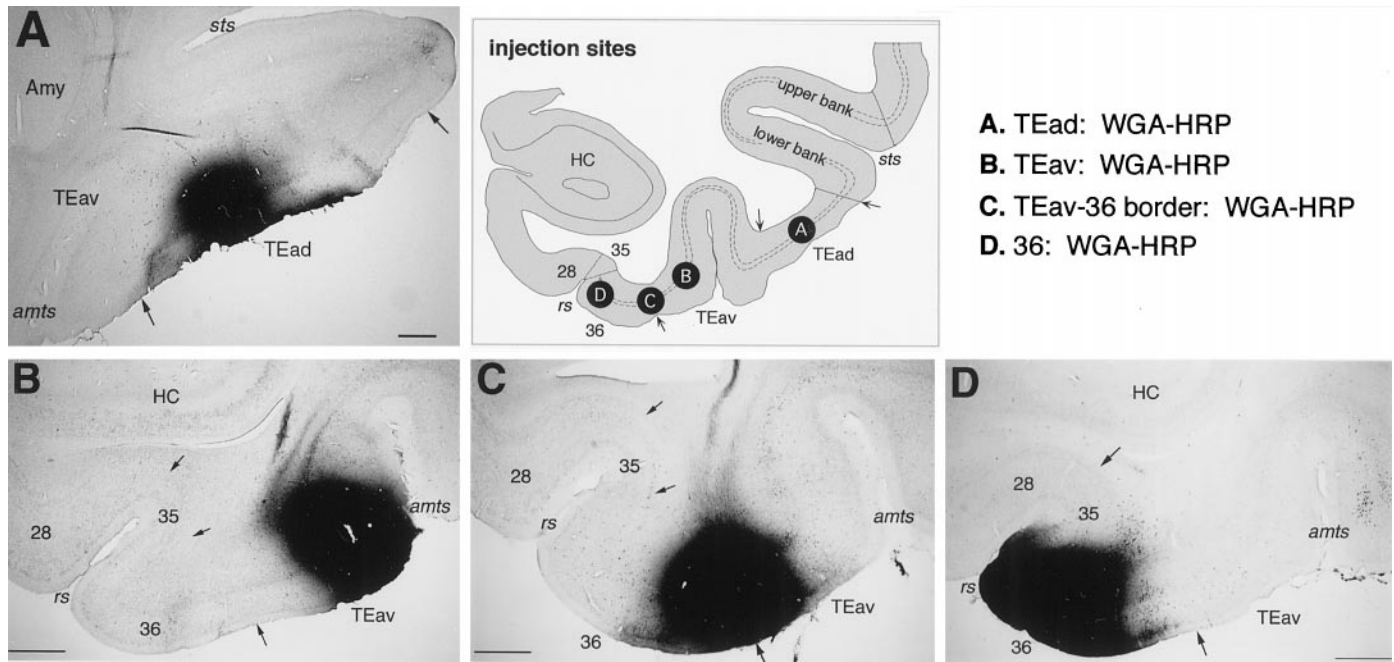 A
sts
Amy
TEav
TEad
amts
injection sites
upper bank
lower bank
sts
HC
35
28
rs
36
A
B
C
D
TEad
TEav
A. TEad: WGA-HRP
B. TEav: WGA-HRP
C. TEav-36 border: WGA-HRP
D. 36: WGA-HRP
B
HC
28
35
rs
36
amts
TEav
C
28
35
rs
36
amts
TEav
D
HC
28
35
rs
36
amts
TEav